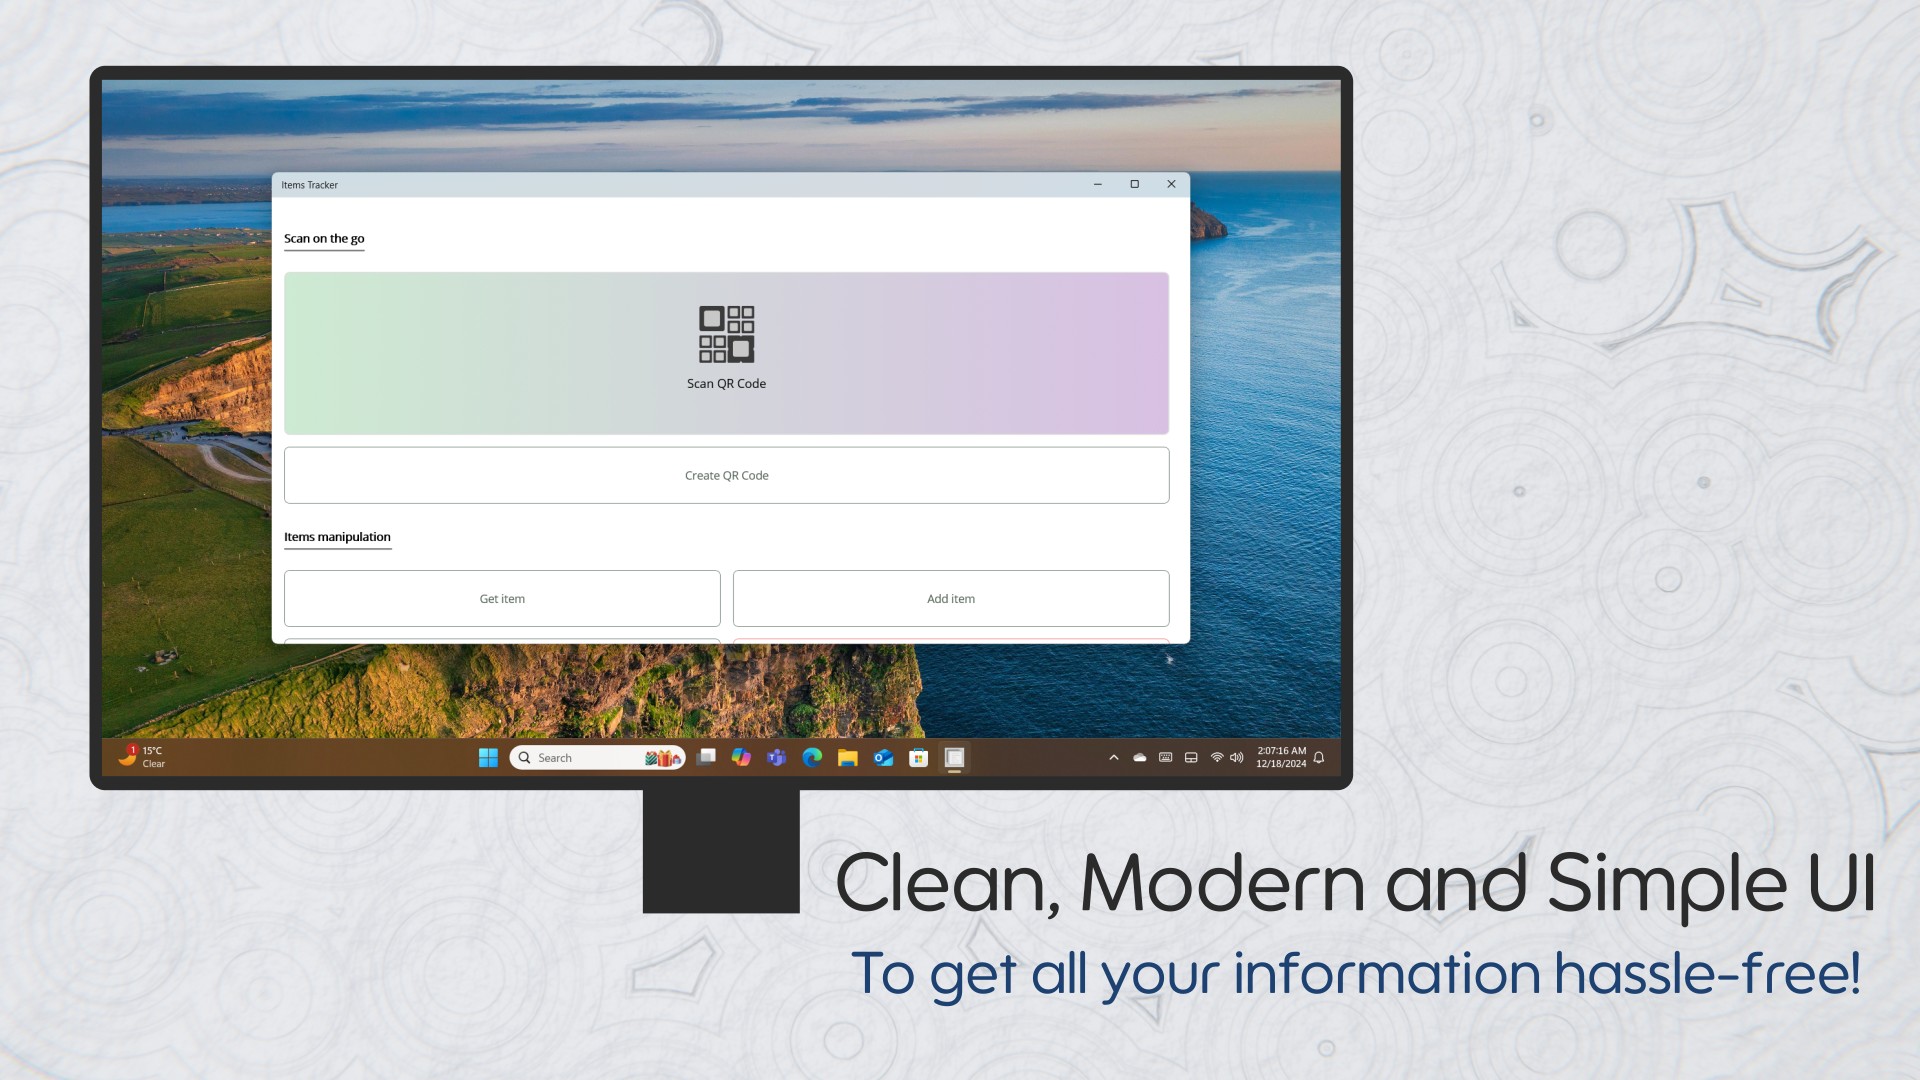 Items Tracker
Scan on the go
Scan QR Code
Create QR Code
Items manipulation
Get item
Add item
1
15°C
Clear
Search
2:07:16 AM
12/18/2024
Clean, Modern and Simple UI
To get all your information hassle-free!